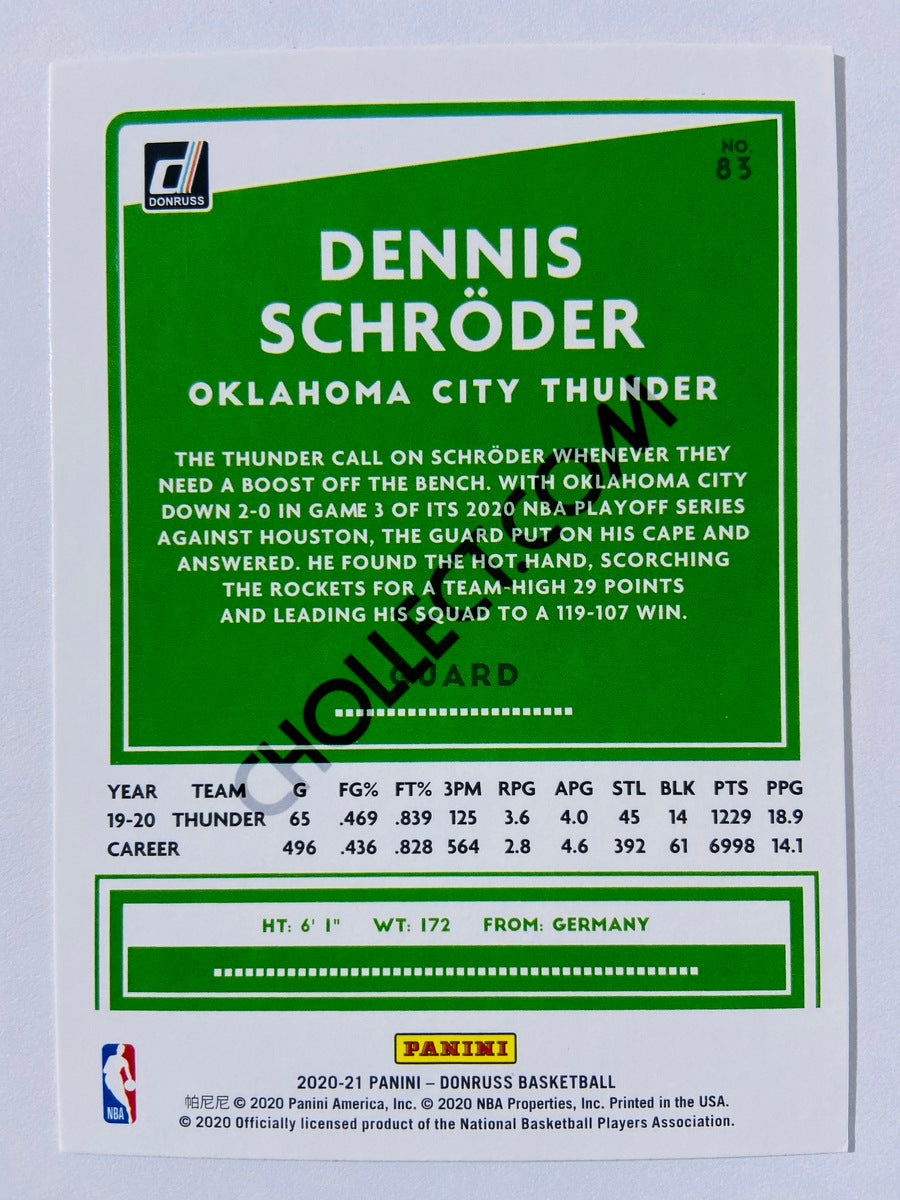 DONRUSS
NO.
83
DENNIS
SCHRÖDER
OKLAHOMA CITY THUNDER
THE THUNDER CALL ON SCHRÖDER WHENEVER THEY
NEED A BOOST OFF THE BENCH. WITH OKLAHOMA CITY
DOWN 2-0 IN GAME 3 OF ITS 2020 NBA PLAYOFF SERIES
AGAINST HOUSTON, THE GUARD PUT ON HIS CAPE AND
ANSWERED. HE FOUND THE HOT HAND, SCORCHING
THE ROCKETS FOR A TEAM-HIGH 29 POINTS
AND LEADING HIS SQUAD TO A 119-107 WIN.
GUARD
CHOLLECT.COM
YEAR TEAM G FG% FT% 3PM RPG APG STL BLK PTS PPG
19-20 THUNDER 65 .469 .839 125 3.6 4.0 45 14 1229 18.9
CAREER 496 .436 .828 564 2.8 4.6 392 61 6998 14.1
HT: 6' 1" WT: 172 FROM: GERMANY
PANINI
NBA
2020-21 PANINI – DONRUSS BASKETBALL
帕尼尼 © 2020 Panini America, Inc. © 2020 NBA Properties, Inc. Printed in the USA.
© 2020 Officially licensed product of the National Basketball Players Association.